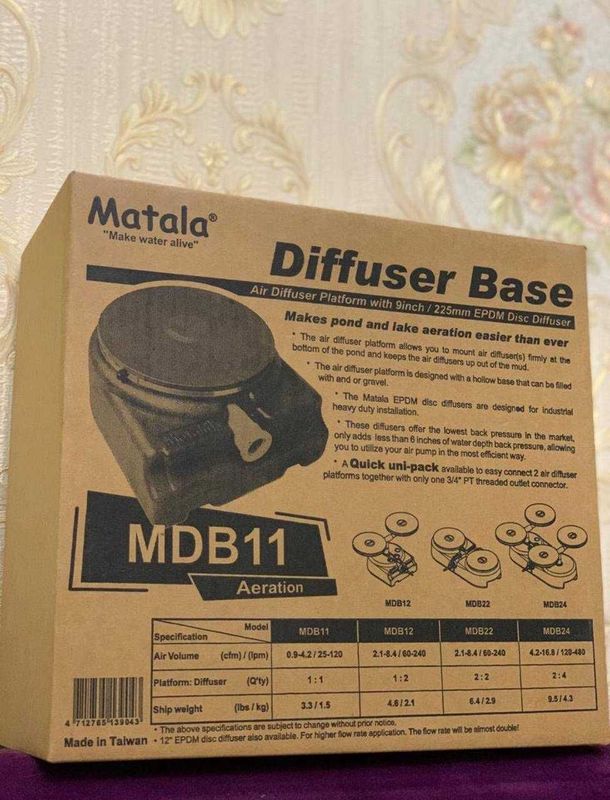 Matala®
"Make water alive"
Diffuser Base
Air Diffuser Platform with 9inch / 225mm EPDM Disc Diffuser
Makes pond and lake aeration easier than ever
• The air diffuser platform allows you to mount air diffuser(s) firmly at the
bottom of the pond and keeps the air diffusers up out of the mud.
• The air diffuser platform is designed with a hollow base that can be filled
with and or gravel.
• The Matala EPDM disc diffusers are designed for industrial
heavy duty installation.
• These diffusers offer the lowest back pressure in the market,
only adds less than 6 inches of water depth back pressure, allowing
you to utilize your air pump in the most efficient way.
• A Quick uni-pack available to easy connect 2 air diffuser
platforms together with only one 3/4" PT threaded outlet connector.
MDB11
Aeration
MDB12 MDB22 MDB24
Specification Model MDB11 MDB12 MDB22 MDB24
Air Volume (cfm) / (lpm) 0.9-4.2 / 25-120 2.1-8.4 / 60-240 2.1-8.4 / 60-240 4.2-16.8 / 120-480
Platform: Diffuser (Q'ty) 1 : 1 1 : 2 2 : 2 2 : 4
Ship weight (lbs / kg) 3.3 / 1.5 4.6 / 2.1 6.4 / 2.9 9.5 / 4.3
4 712765 139043
Made in Taiwan
• The above specifications are subject to change without prior notice.
• 12" EPDM disc diffuser also available. For higher flow rate application. The flow rate will be almost double!